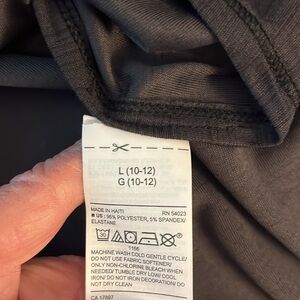 L (10-12)
G (10-12)
MADE IN HAITI RN 54023
US : 95% POLYESTER, 5% SPANDEX/
ELASTANE
30
1166
MACHINE WASH COLD GENTLE CYCLE/
DO NOT USE FABRIC SOFTENER/
ONLY NON-CHLORINE BLEACH WHEN
NEEDED/ TUMBLE DRY LOW/ COOL
IRON/ DO NOT IRON DECORATION/ DO
NOT DRY CLEAN
CA 17897